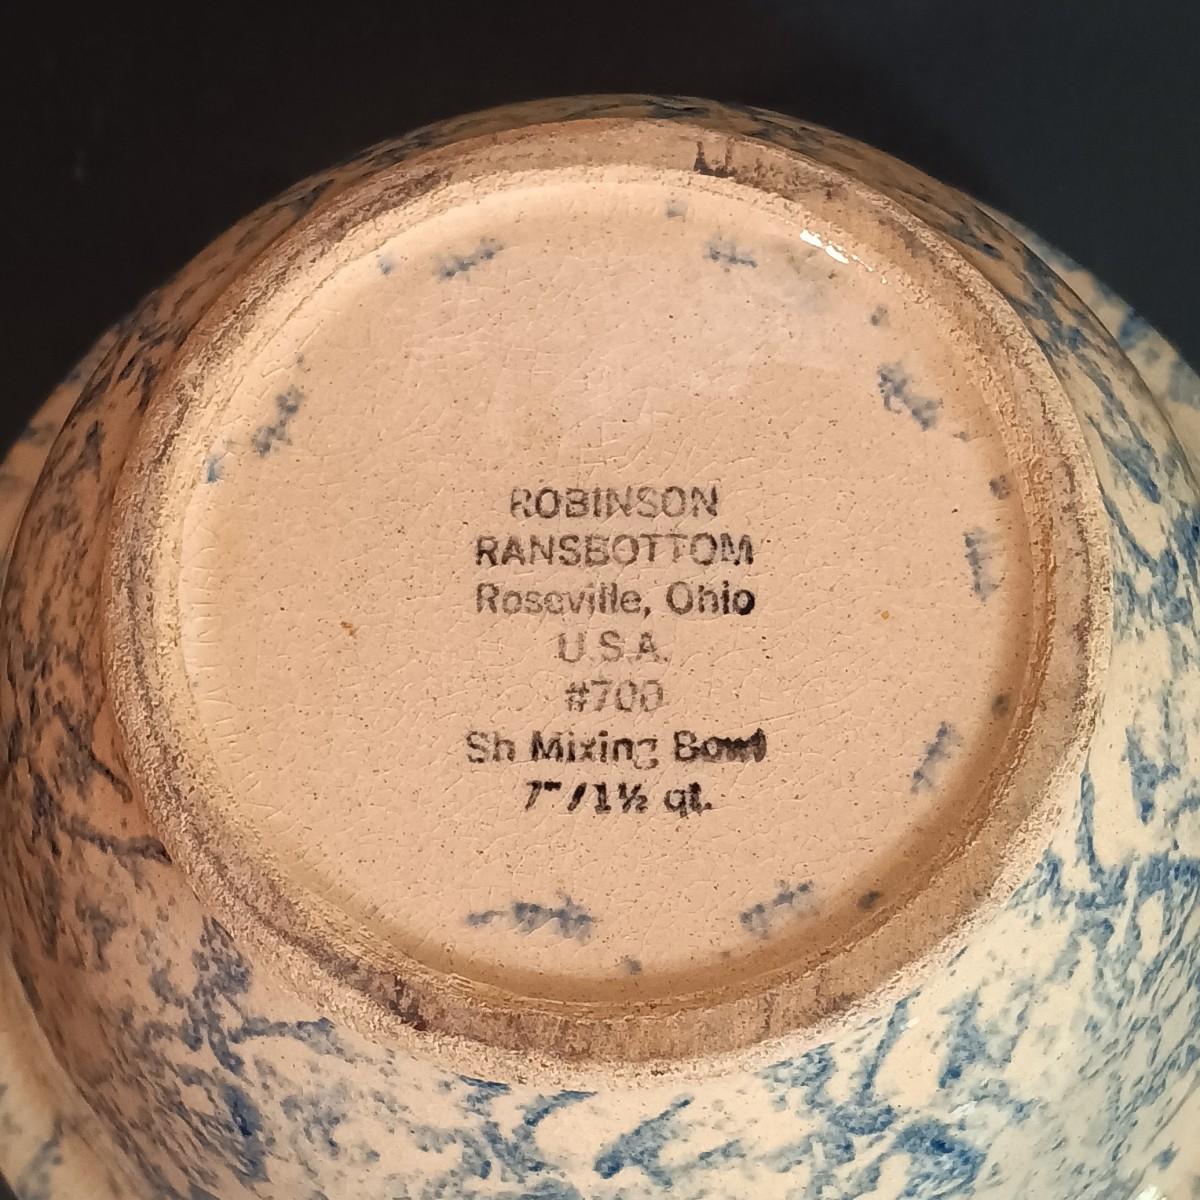 ROBINSON
RANSBOTTOM
Roseville, Ohio
U.S.A.
#700
Sh Mixing Bowl
7"/1½ qt.